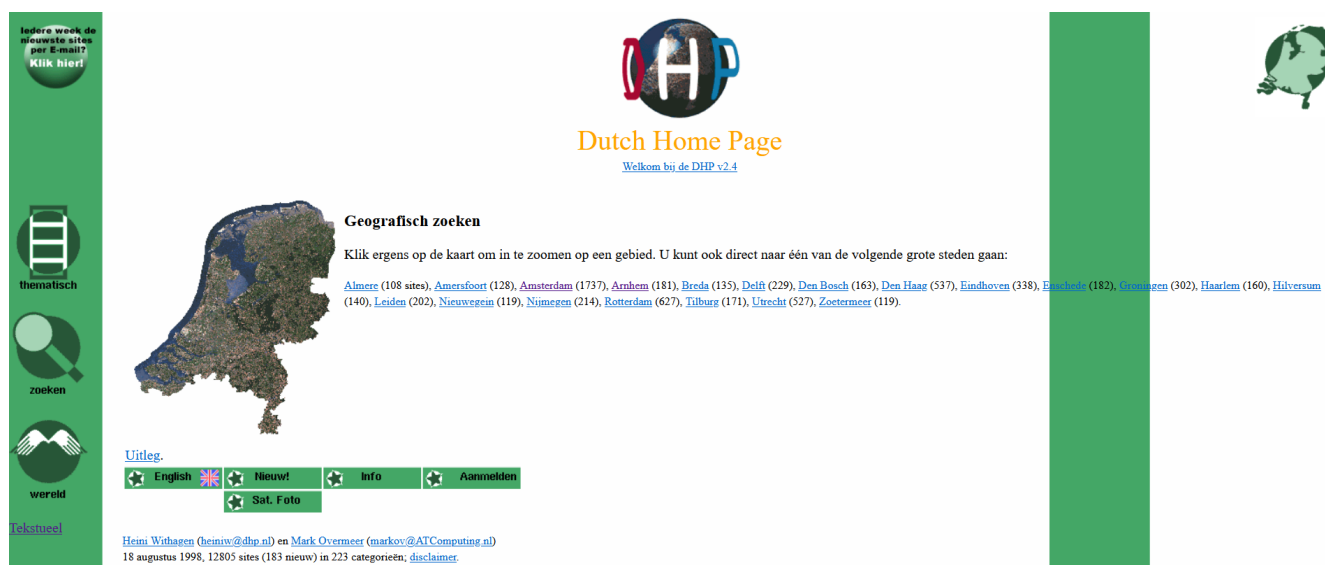 Iedere week de
nieuwste sites
per E-mail?
Klik hier!
DHP
Dutch Home Page
Welkom bij de DHP v2.4
thematisch
zoeken
wereld
Tekstueel
Geografisch zoeken
Klik ergens op de kaart om in te zoomen op een gebied. U kunt ook direct naar één van de volgende grote steden gaan:
Almere (108 sites), Amersfoort (128), Amsterdam (1737), Arnhem (181), Breda (135), Delft (229), Den Bosch (163), Den Haag (537), Eindhoven (338), Enschede (182), Groningen (302), Haarlem (160), Hilversum
(140), Leiden (202), Nieuwegein (119), Nijmegen (214), Rotterdam (627), Tilburg (171), Utrecht (527), Zoetermeer (119).
Uitleg.
English Nieuw! Info Aanmelden
Sat. Foto
Heini Withagen (heiniw@dhp.nl) en Mark Overmeer (markov@ATComputing.nl)
18 augustus 1998, 12805 sites (183 nieuw) in 223 categorieën; disclaimer.